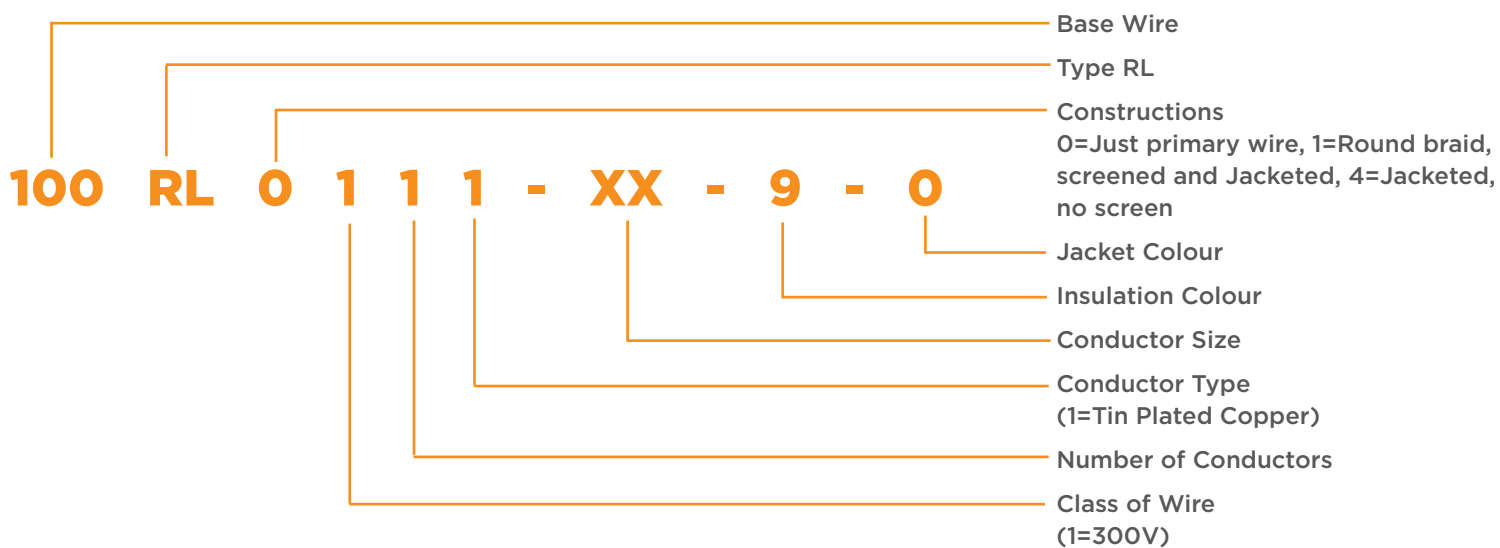 Base Wire
Type RL
Constructions
0=Just primary wire, 1=Round braid,
screened and Jacketed, 4=Jacketed,
no screen
100 RL 0 1 1 1 - XX - 9 - 0
Jacket Colour
Insulation Colour
Conductor Size
Conductor Type
(1=Tin Plated Copper)
Number of Conductors
Class of Wire
(1=300V)